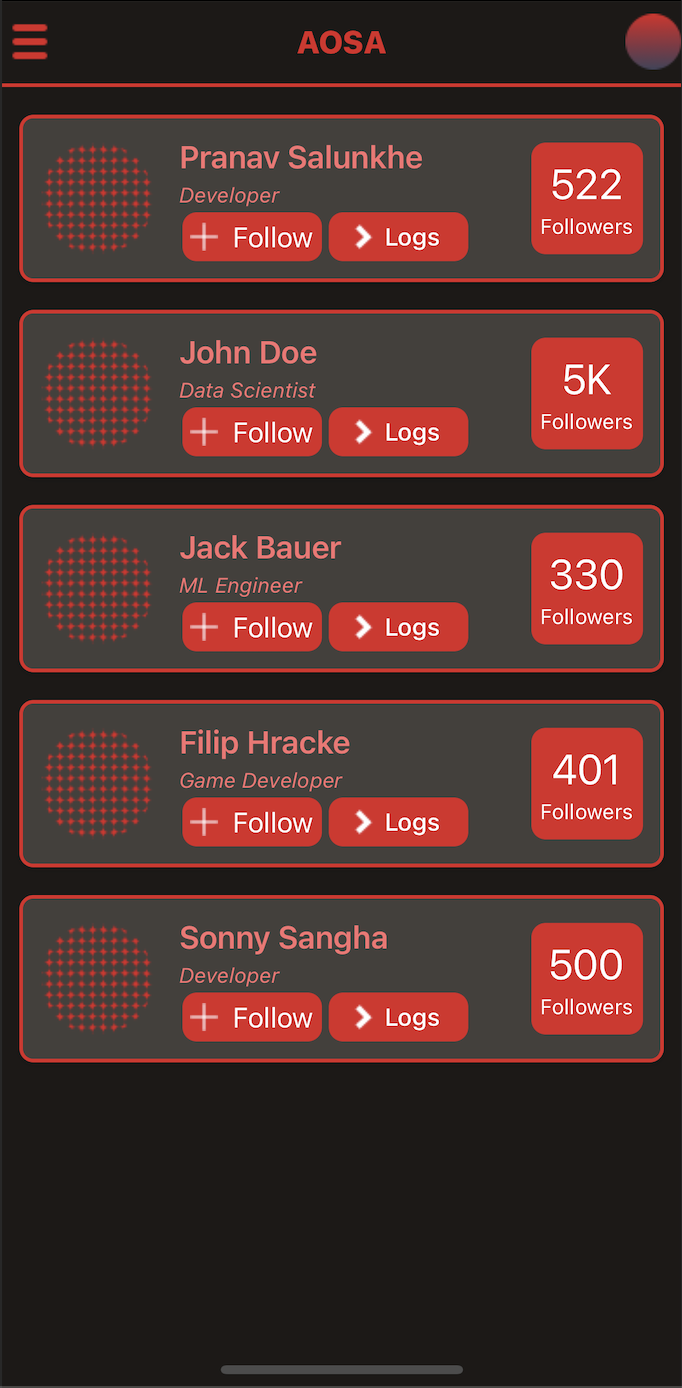 AOSA
Pranav Salunkhe
Developer
Follow
Logs
522
Followers
John Doe
Data Scientist
Follow
Logs
5K
Followers
Jack Bauer
ML Engineer
Follow
Logs
330
Followers
Filip Hracke
Game Developer
Follow
Logs
401
Followers
Sonny Sangha
Developer
Follow
Logs
500
Followers